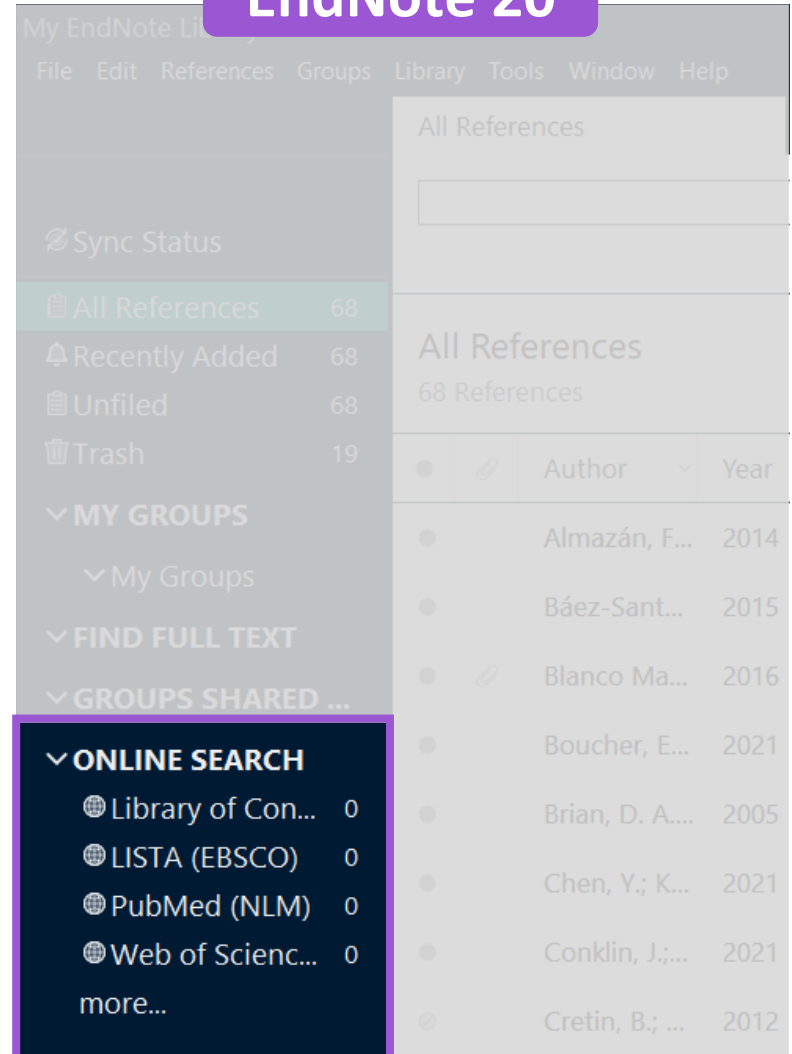 EndNote 20
My EndNote Library
File Edit References Groups Library Tools Window Help
All References
Sync Status
All References 68
Recently Added 68
Unfiled 68
Trash 19
MY GROUPS
My Groups
FIND FULL TEXT
GROUPS SHARED ...
ONLINE SEARCH
Library of Con... 0
LISTA (EBSCO) 0
PubMed (NLM) 0
Web of Scienc... 0
more...
All References
68 References
Author Year
Almazán, F... 2014
Báez-Sant... 2015
Blanco Ma... 2016
Boucher, E... 2021
Brian, D. A.... 2005
Chen, Y.; K... 2021
Conklin, J.;... 2021
Cretin, B.; ... 2012